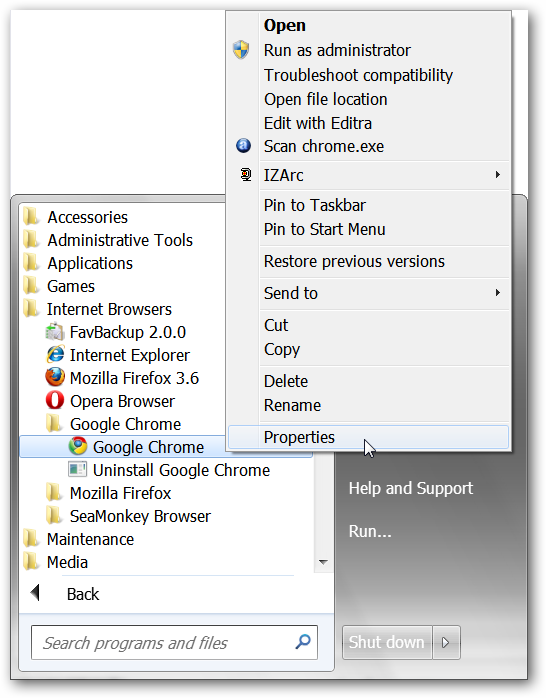 Open
Run as administrator
Troubleshoot compatibility
Open file location
Edit with Editra
Scan chrome.exe
IZArc
Pin to Taskbar
Pin to Start Menu
Restore previous versions
Send to
Cut
Copy
Delete
Rename
Properties
Accessories
Administrative Tools
Applications
Games
Internet Browsers
FavBackup 2.0.0
Internet Explorer
Mozilla Firefox 3.6
Opera Browser
Google Chrome
Google Chrome
Uninstall Google Chrome
Mozilla Firefox
SeaMonkey Browser
Maintenance
Media
Back
Search programs and files
Help and Support
Run...
Shut down